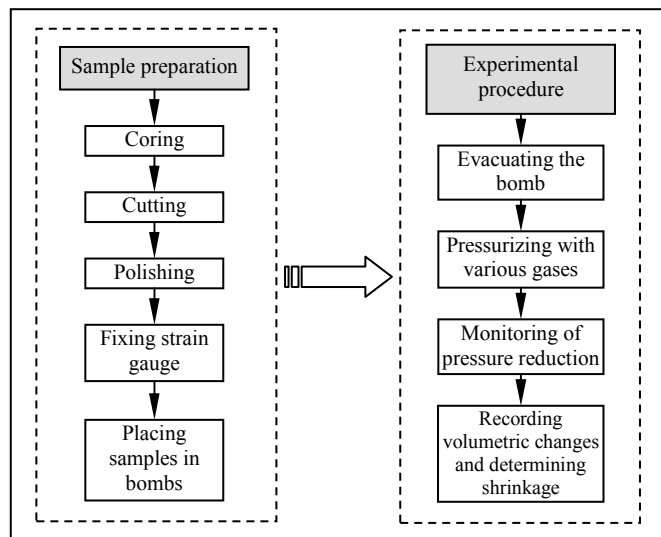 Sample preparation
Coring
Cutting
Polishing
Fixing strain
gauge
Placing
samples in
bombs
Experimental
procedure
Evacuating the
bomb
Pressurizing with
various gases
Monitoring of
pressure reduction
Recording
volumetric changes
and determining
shrinkage